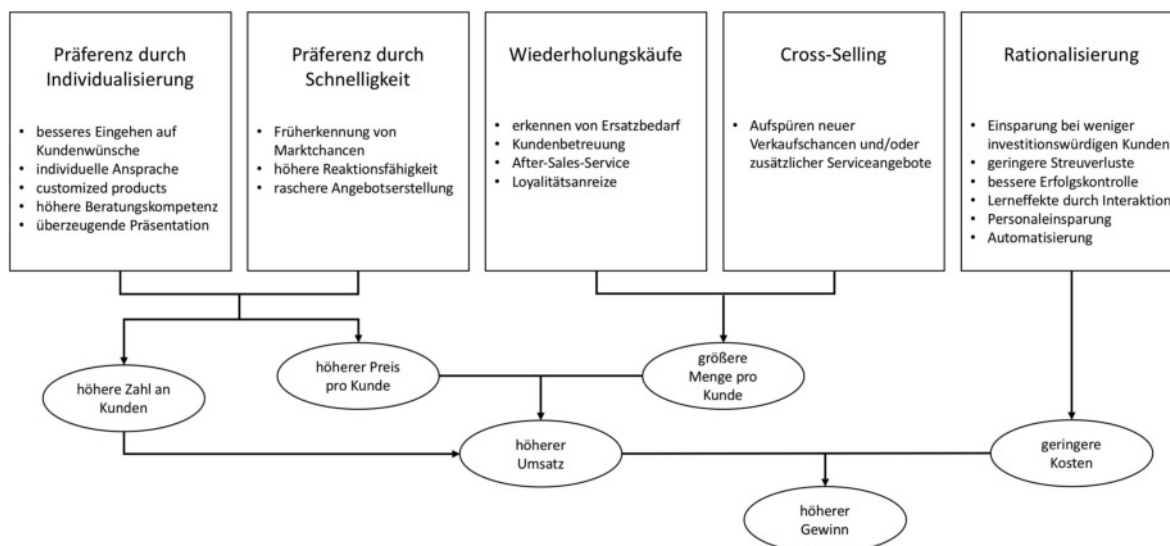 Präferenz durch
Individualisierung
• besseres Eingehen auf
Kundenwünsche
• individuelle Ansprache
• customized products
• höhere Beratungskompetenz
• überzeugende Präsentation
Präferenz durch
Schnelligkeit
• Früherkennung von
Marktchancen
• höhere Reaktionsfähigkeit
• raschere Angebotserstellung
Wiederholungskäufe
• erkennen von Ersatzbedarf
• Kundenbetreuung
• After-Sales-Service
• Loyalitätsanreize
Cross-Selling
• Aufspüren neuer
Verkaufschancen und/oder
zusätzlicher Serviceangebote
Rationalisierung
• Einsparung bei weniger
investitionswürdigen Kunden
• geringere Streuverluste
• bessere Erfolgskontrolle
• Lerneffekte durch Interaktion
• Personaleinsparung
• Automatisierung
höhere Zahl an
Kunden
höherer Preis
pro Kunde
größere
Menge pro
Kunde
höherer
Umsatz
geringere
Kosten
höherer
Gewinn